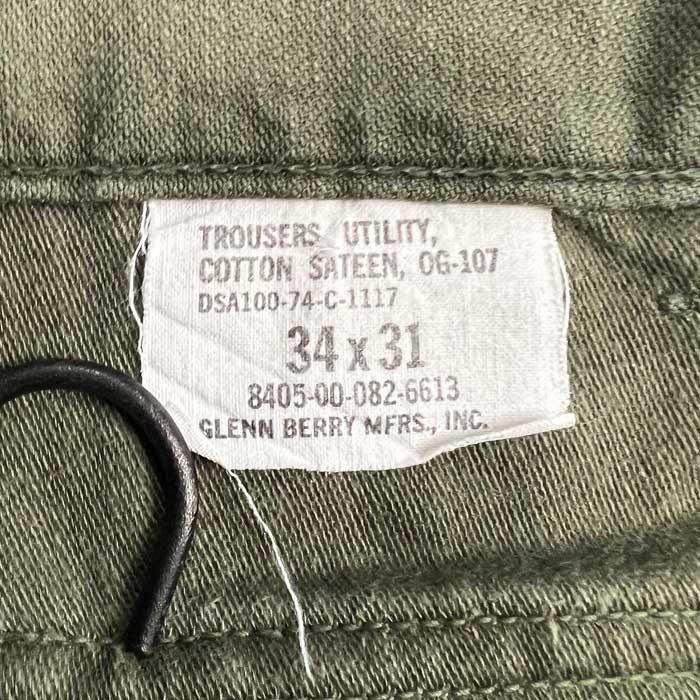 TROUSERS, UTILITY,
COTTON SATEEN, OG-107
DSA100-74-C-1117
34 x 31
8405-00-082-6613
GLENN BERRY MFRS., INC.